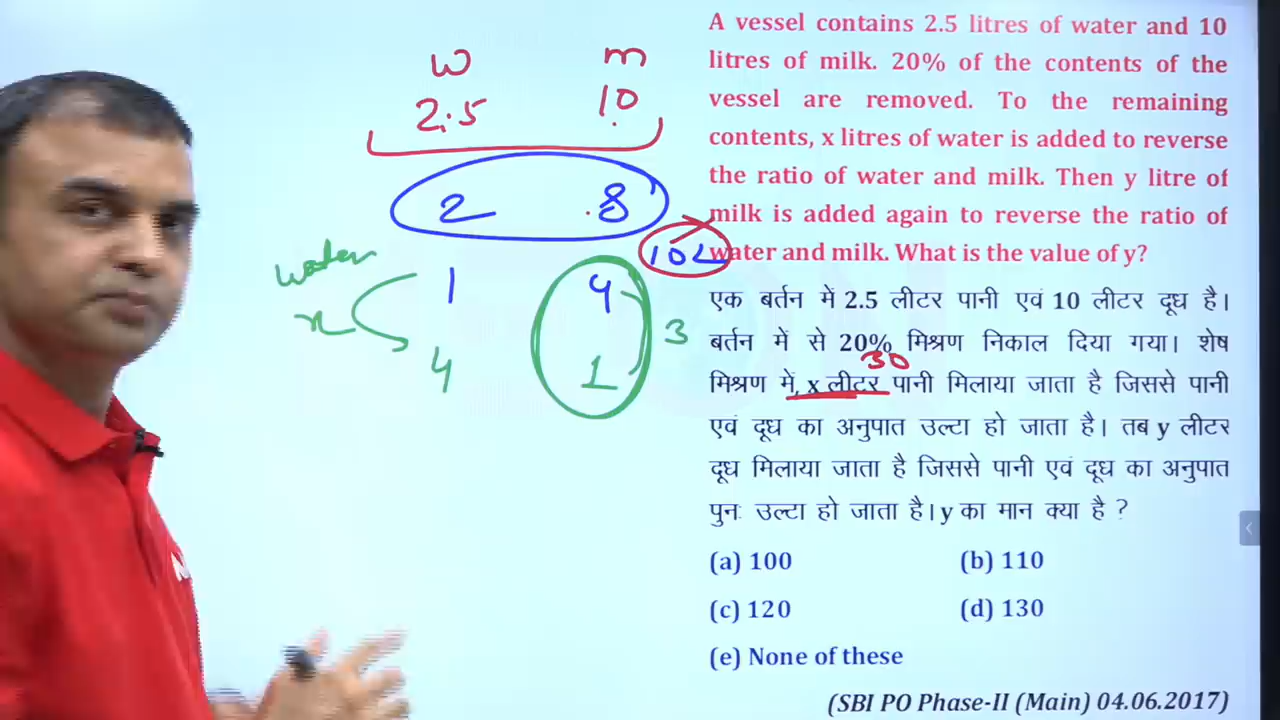 w m
2.5 10
2 8
10L
water 1 4
x 3
4 1
A vessel contains 2.5 litres of water and 10
litres of milk. 20% of the contents of the
vessel are removed. To the remaining
contents, x litres of water is added to reverse
the ratio of water and milk. Then y litre of
milk is added again to reverse the ratio of
water and milk. What is the value of y?
एक बर्तन में 2.5 लीटर पानी एवं 10 लीटर दूध है।
बर्तन में से 20% मिश्रण निकाल दिया गया। शेष
30
मिश्रण में, x लीटर पानी मिलाया जाता है जिससे पानी
एवं दूध का अनुपात उल्टा हो जाता है। तब y लीटर
दूध मिलाया जाता है जिससे पानी एवं दूध का अनुपात
पुनः उल्टा हो जाता है। y का मान क्या है ?
(a) 100 (b) 110
(c) 120 (d) 130
(e) None of these
(SBI PO Phase-II (Main) 04.06.2017)